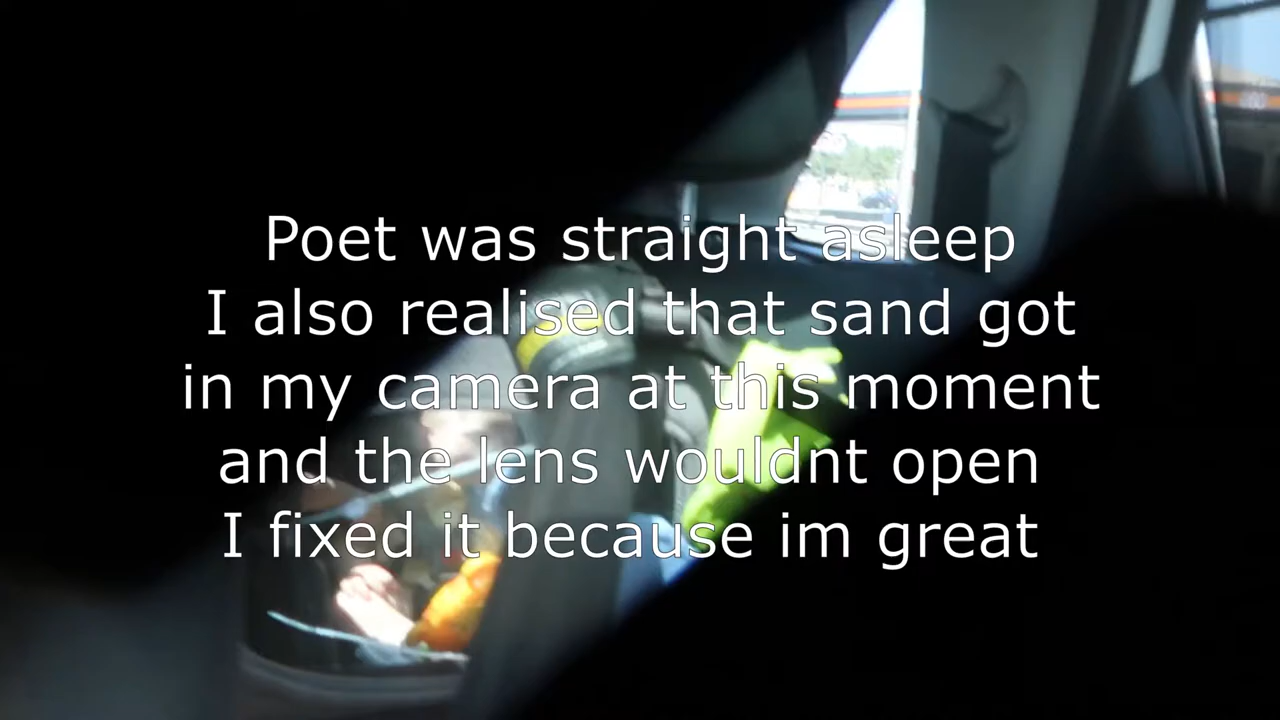 Poet was straight asleep
I also realised that sand got
in my camera at this moment
and the lens wouldnt open
I fixed it because im great